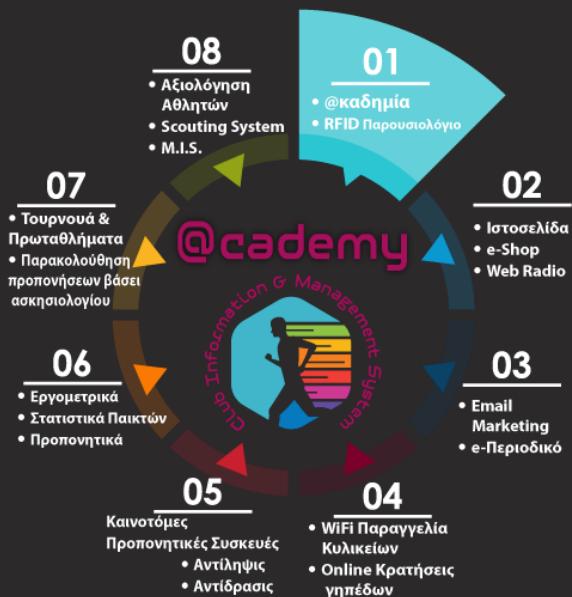 01
• @καδημία
• RFID Παρουσιολόγιο
02
• Ιστοσελίδα
• e-Shop
• Web Radio
03
• Email
Marketing
• e-Περιοδικό
04
• WiFi Παραγγελία
Κυλικείων
• Online Κρατήσεις
γηπέδων
05
Καινοτόμες
Προπονητικές Συσκευές
• Αντίληψις
• Αντίδρασις
06
• Εργομετρικά
• Στατιστικά Παικτών
• Προπονητικά
07
• Τουρνουά &
Πρωταθλήματα
• Παρακολούθηση
προπονήσεων βάσει
ασκησιολογίου
08
• Αξιολόγηση
Αθλητών
• Scouting System
• M.I.S.
@cademy
CLub Information & Management System